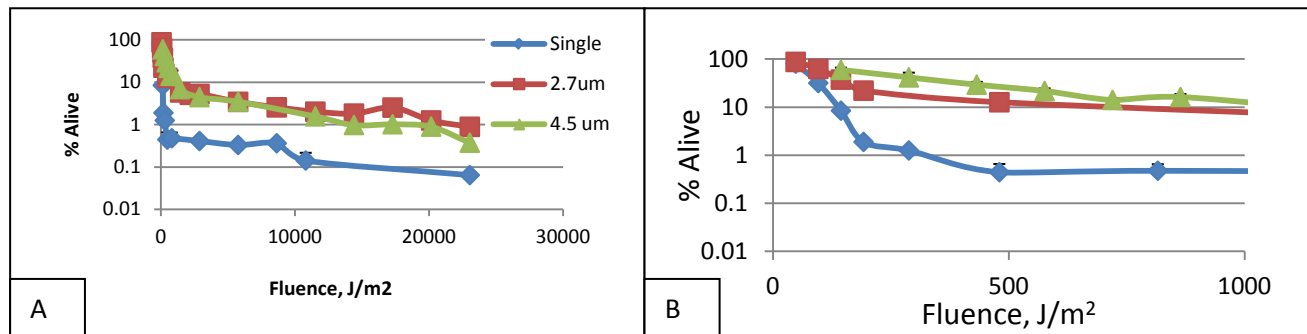 100
10
1
0.1
0.01
% Alive
0 10000 20000 30000
Fluence, J/m2
Single
2.7um
4.5 um
A
100
10
1
0.1
0.01
% Alive
0 500 1000
Fluence, J/m²
B